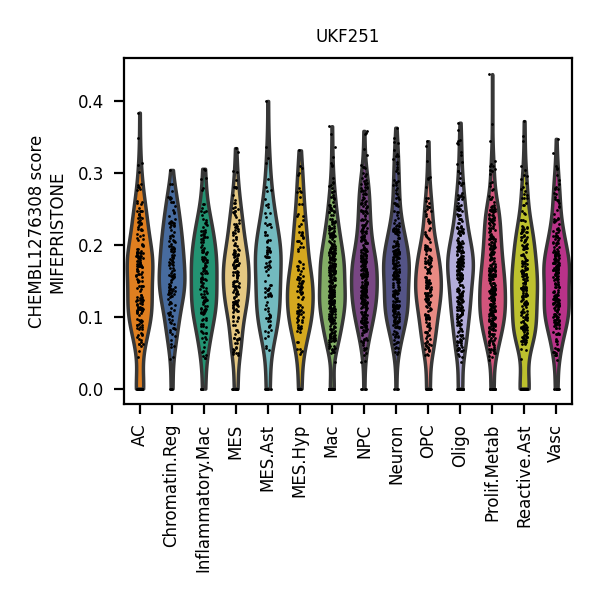 UKF251
CHEMBL1276308 score
MIFEPRISTONE
0.4
0.3
0.2
0.1
0.0
AC
Chromatin.Reg
Inflammatory.Mac
MES
MES.Ast
MES.Hyp
Mac
NPC
Neuron
OPC
Oligo
Prolif.Metab
Reactive.Ast
Vasc